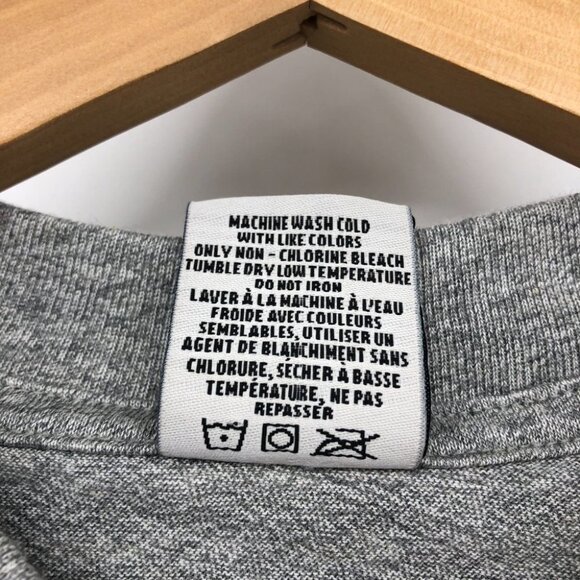 MACHINE WASH COLD
WITH LIKE COLORS
ONLY NON - CHLORINE BLEACH
TUMBLE DRY LOW TEMPERATURE
DO NOT IRON
LAVER À LA MACHINE À L'EAU
FROIDE AVEC COULEURS
SEMBLABLES, UTILISER UN
AGENT DE BLANCHIMENT SANS
CHLORURE, SÉCHER À BASSE
TEMPÉRATURE, NE PAS
REPASSER